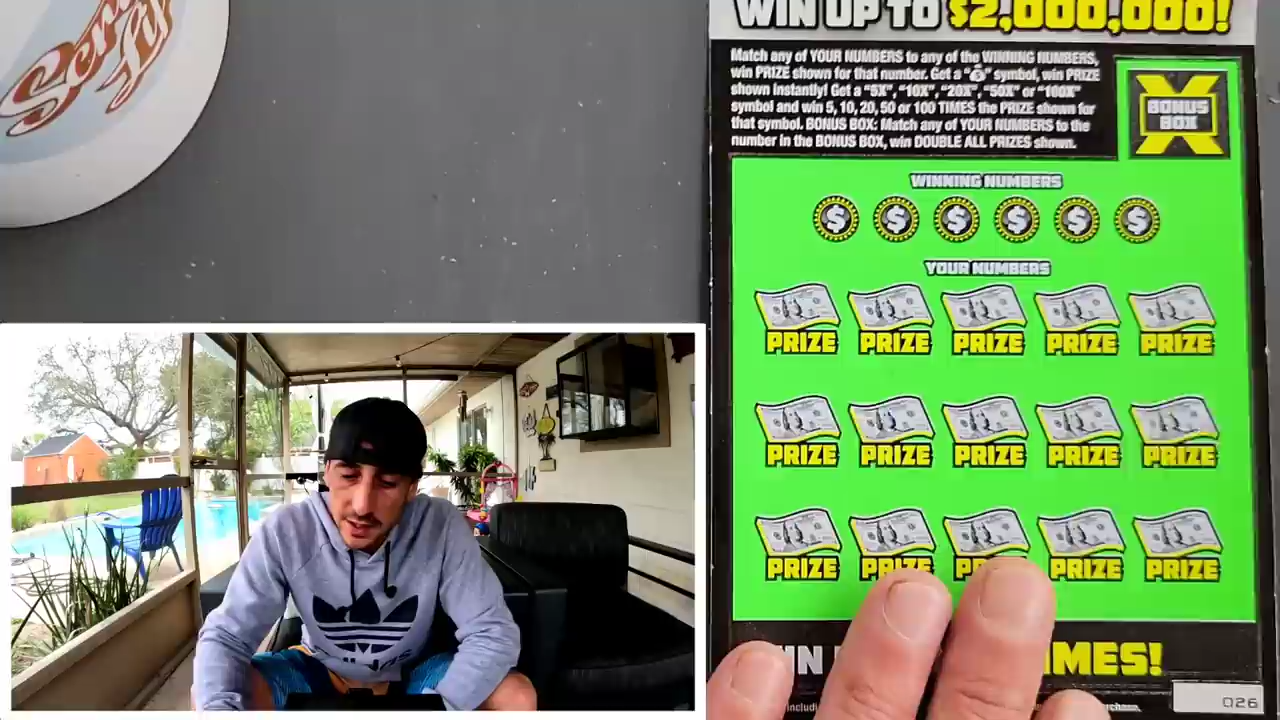 WIN UP TO $2,000,000!
Match any of YOUR NUMBERS to any of the WINNING NUMBERS,
win PRIZE shown for that number. Get a "💰" symbol, win PRIZE
shown instantly! Get a "5X", "10X", "20X", "50X" or "100X"
symbol and win 5, 10, 20, 50 or 100 TIMES the PRIZE shown for
that symbol. BONUS BOX: Match any of YOUR NUMBERS to the
number in the BONUS BOX, win DOUBLE ALL PRIZES shown.
BONUS
BOX
WINNING NUMBERS
$ $ $ $ $ $
YOUR NUMBERS
PRIZE PRIZE PRIZE PRIZE PRIZE
PRIZE PRIZE PRIZE PRIZE PRIZE
PRIZE PRIZE PRIZE PRIZE
026
adidas